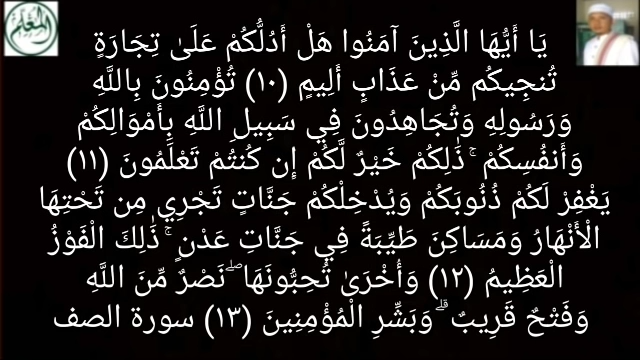 المعلم
يَا أَيُّهَا الَّذِينَ آمَنُوا هَلْ أَدُلُّكُمْ عَلَىٰ تِجَارَةٍ
تُنجِيكُم مِّنْ عَذَابٍ أَلِيمٍ (١٠) تُؤْمِنُونَ بِاللَّهِ
وَرَسُولِهِ وَتُجَاهِدُونَ فِي سَبِيلِ اللَّهِ بِأَمْوَالِكُمْ
وَأَنفُسِكُمْ ۚ ذَٰلِكُمْ خَيْرٌ لَّكُمْ إِن كُنتُمْ تَعْلَمُونَ (١١)
يَغْفِرْ لَكُمْ ذُنُوبَكُمْ وَيُدْخِلْكُمْ جَنَّاتٍ تَجْرِي مِن تَحْتِهَا
الْأَنْهَارُ وَمَسَاكِنَ طَيِّبَةً فِي جَنَّاتِ عَدْنٍ ۚ ذَٰلِكَ الْفَوْزُ
الْعَظِيمُ (١٢) وَأُخْرَىٰ تُحِبُّونَهَا ۖ نَصْرٌ مِّنَ اللَّهِ
وَفَتْحٌ قَرِيبٌ ۗ وَبَشِّرِ الْمُؤْمِنِينَ (١٣) سورة الصف